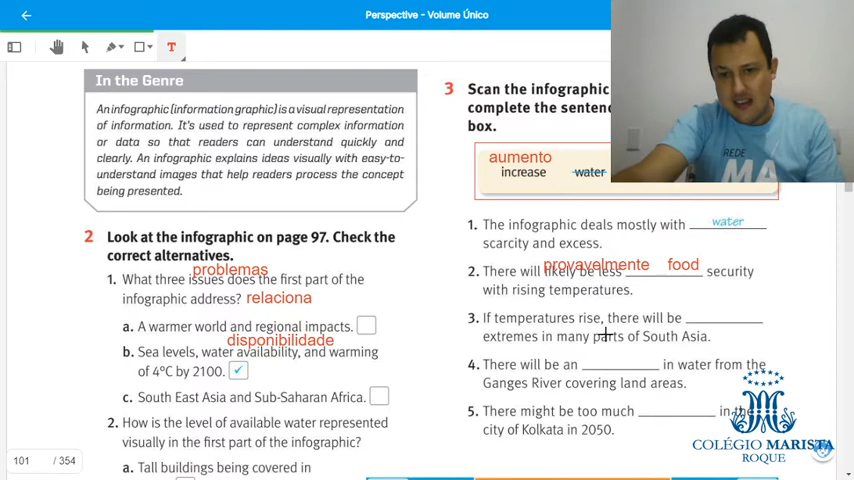 Perspective - Volume Único
T
In the Genre
An infographic (information graphic) is a visual representation
of information. It's used to represent complex information
or data so that readers can understand quickly and
clearly. An infographic explains ideas visually with easy-to-
understand images that help readers process the concept
being presented.
2 Look at the infographic on page 97. Check the
correct alternatives.
problemas
1. What three issues does the first part of the
infographic address? relaciona
a. A warmer world and regional impacts.
disponibilidade
b. Sea levels, water availability, and warming
of 4ºC by 2100. ✓
c. South East Asia and Sub-Saharan Africa.
2. How is the level of available water represented
visually in the first part of the infographic?
a. Tall buildings being covered in
3 Scan the infographic
complete the senten
box.
aumento
increase water
1. The infographic deals mostly with water
scarcity and excess.
provavelmente food
2. There will likely be less ________ security
with rising temperatures.
3. If temperatures rise, there will be ________
extremes in many parts of South Asia.
4. There will be an ________ in water from the
Ganges River covering land areas.
5. There might be too much ________ in the
city of Kolkata in 2050.
REDE
MA
COLÉGIO MARISTA
ROQUE
101 / 354